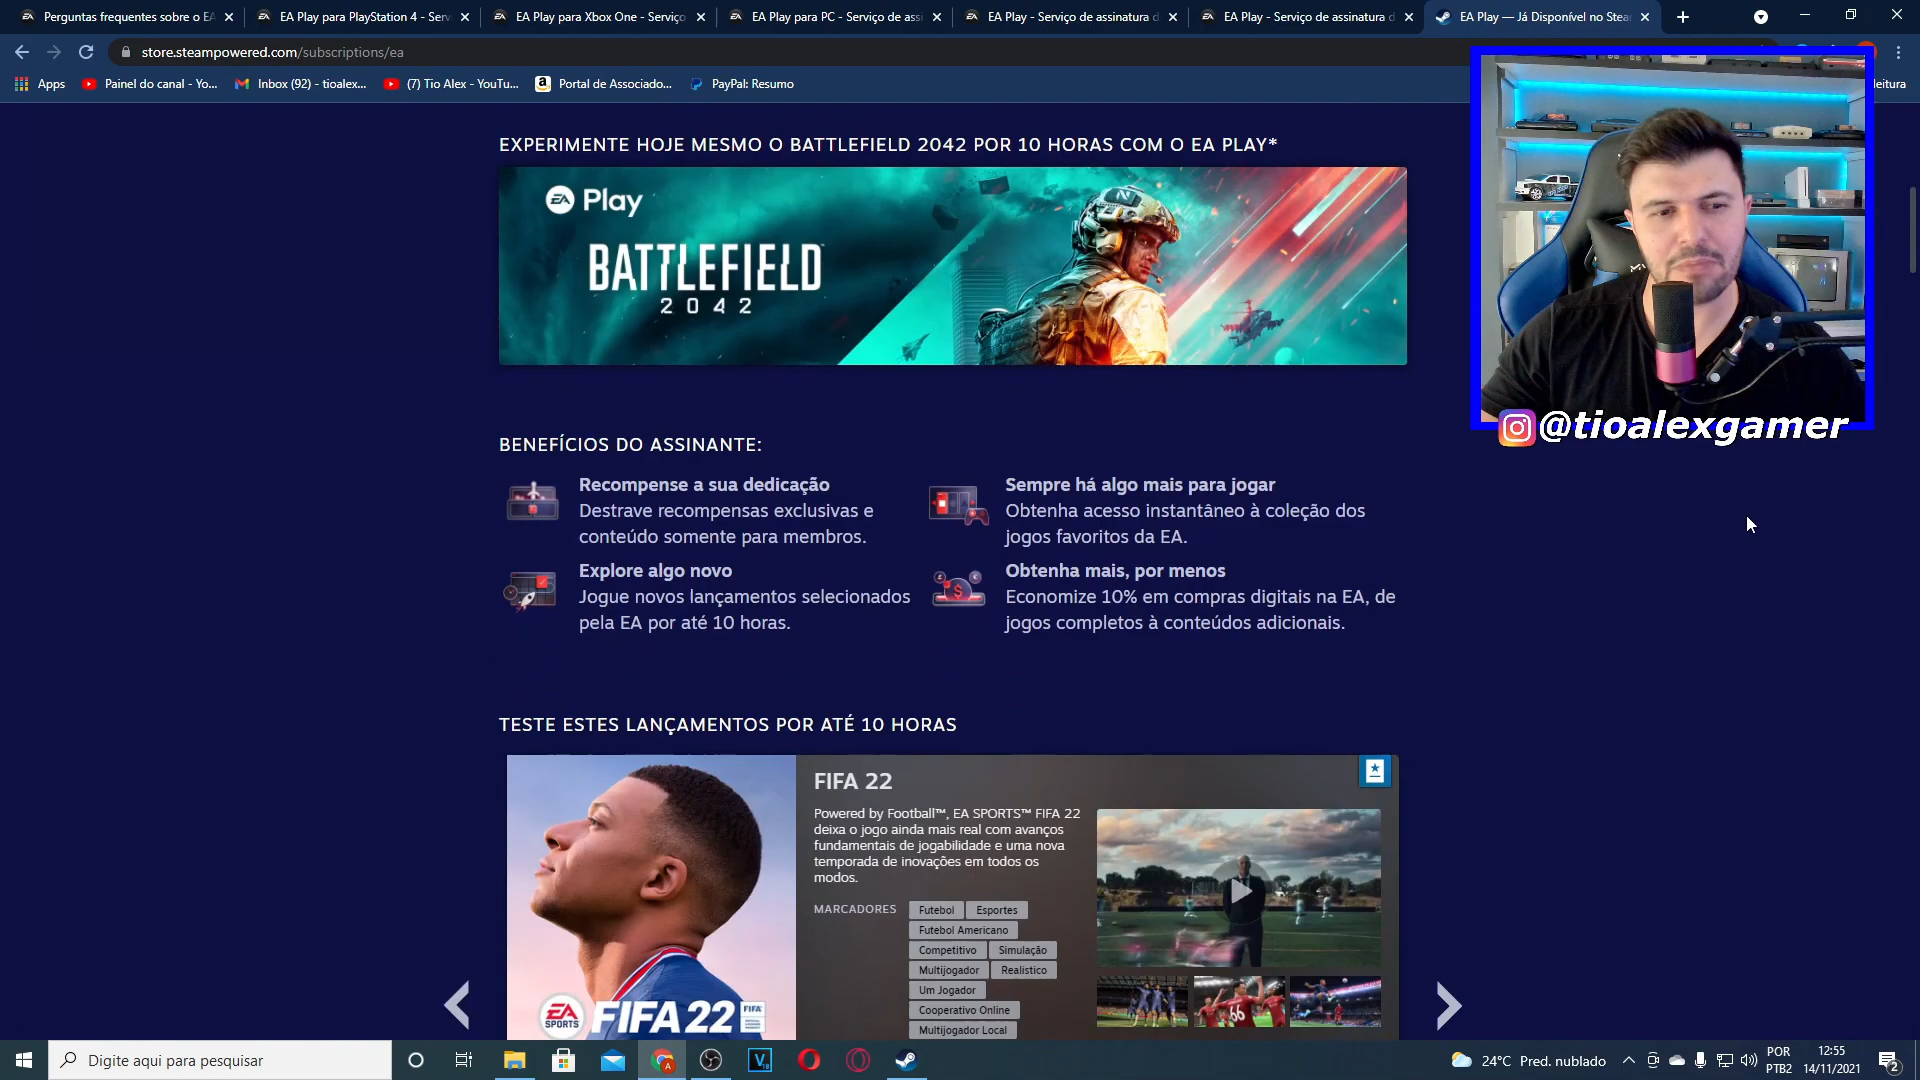 Perguntas frequentes sobre o EA
EA Play para PlayStation 4 - Serv
EA Play para Xbox One - Serviço
EA Play para PC - Serviço de ass
EA Play - Serviço de assinatura d
EA Play - Serviço de assinatura d
EA Play — Já Disponível no Stea
store.steampowered.com/subscriptions/ea
Apps
Painel do canal - Yo...
Inbox (92) - tioalex...
(7) Tio Alex - YouTu...
Portal de Associado...
PayPal: Resumo
eitura
EXPERIMENTE HOJE MESMO O BATTLEFIELD 2042 POR 10 HORAS COM O EA PLAY*
EA Play
BATTLEFIELD
2042
@tioalexgamer
BENEFÍCIOS DO ASSINANTE:
Recompense a sua dedicação
Destrave recompensas exclusivas e
conteúdo somente para membros.
Sempre há algo mais para jogar
Obtenha acesso instantâneo à coleção dos
jogos favoritos da EA.
Explore algo novo
Jogue novos lançamentos selecionados
pela EA por até 10 horas.
Obtenha mais, por menos
Economize 10% em compras digitais na EA, de
jogos completos à conteúdos adicionais.
TESTE ESTES LANÇAMENTOS POR ATÉ 10 HORAS
FIFA 22
Powered by Football™, EA SPORTS™ FIFA 22
deixa o jogo ainda mais real com avanços
fundamentais de jogabilidade e uma nova
temporada de inovações em todos os
modos.
MARCADORES
Futebol Esportes
Futebol Americano
Competitivo Simulação
Multijogador Realístico
Um Jogador
Cooperativo Online
Multijogador Local
EA SPORTS FIFA 22 FIFA
Digite aqui para pesquisar
24°C Pred. nublado
POR
PTB2
12:55
14/11/2021
2